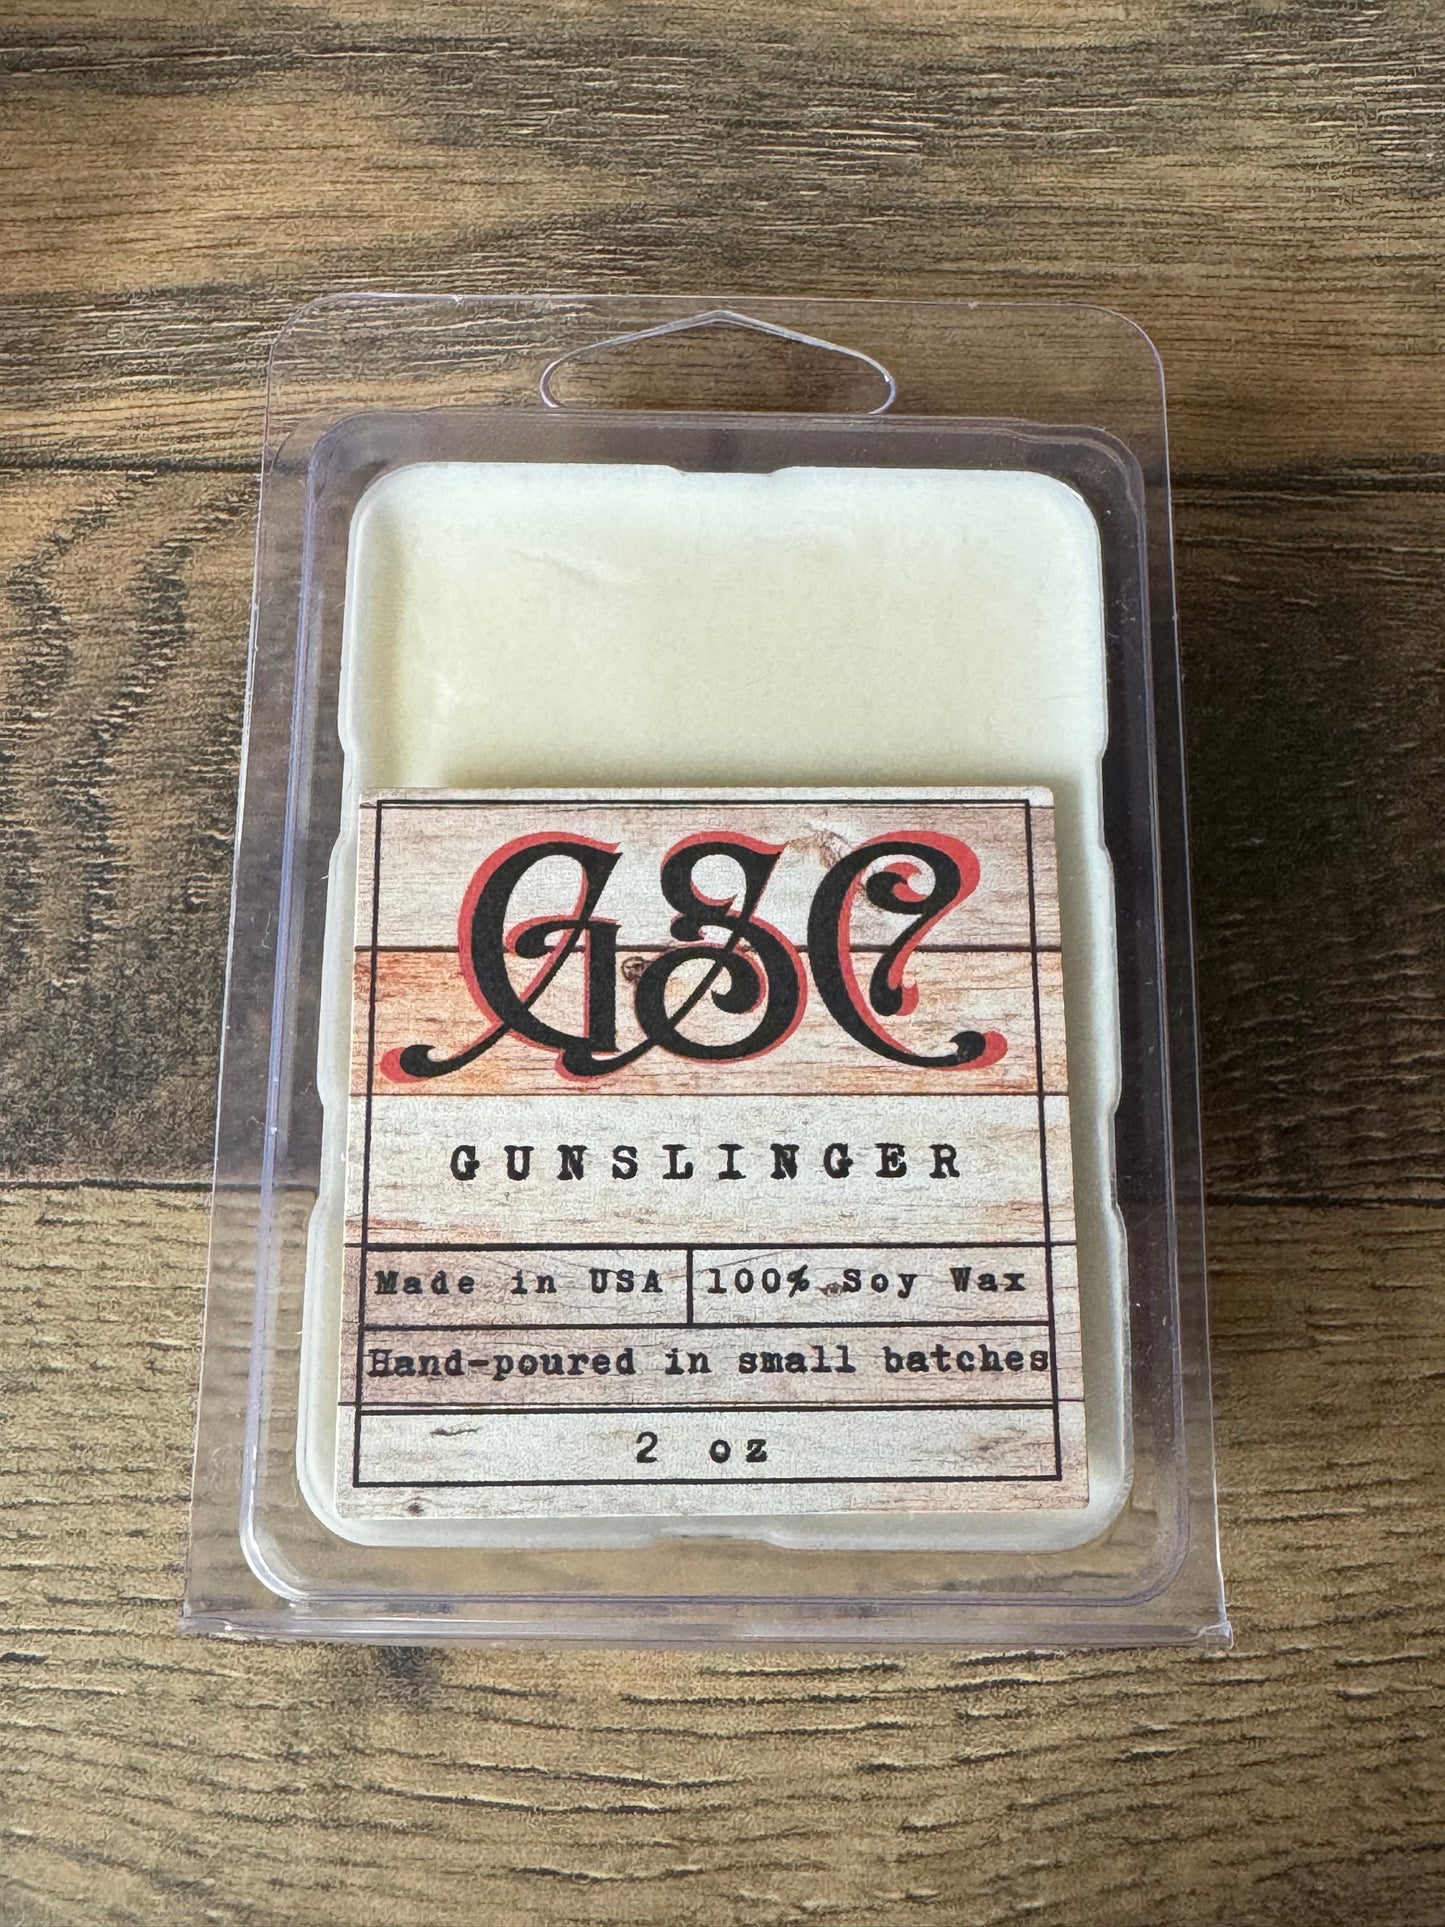 GSC
GUNSLINGER
Made in USA
100% Soy Wax
Hand-poured in small batches
2 oz